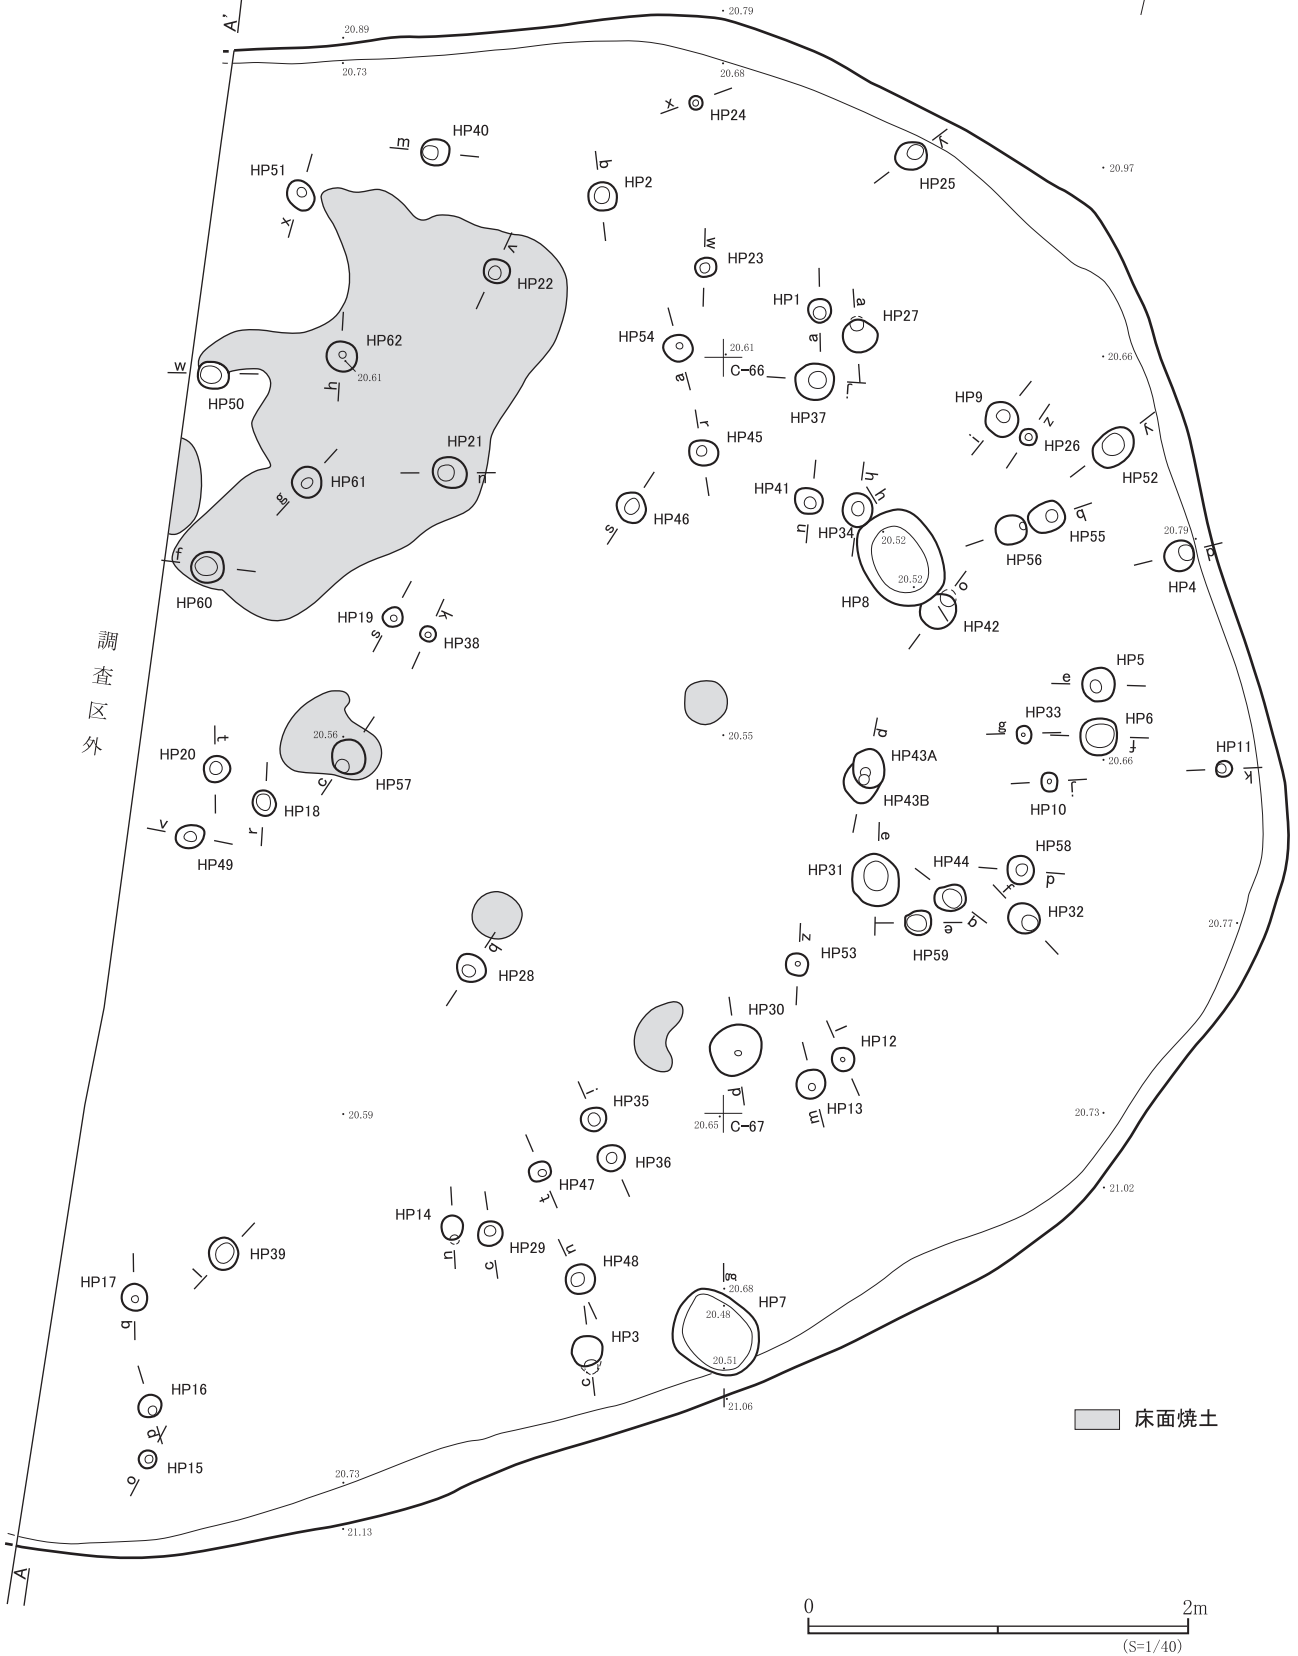 A'
20.89
20.79
20.73
20.68
x
HP24
m
HP40
HP51
x
b
HP2
y
HP25
20.97
v
HP22
w
HP23
HP1
a
a
HP27
HP62
20.61
h
HP54
a
20.61
C-66
HP37
j
20.66
w
HP50
HP9
i
z
HP26
y
HP52
r
HP45
HP21
n
HP61
g
s
HP46
HP41
n
h
h
HP34
20.52
20.52
HP8
o
HP42
q
HP55
HP56
20.79
d
HP4
f
HP60
HP19
s
k
HP38
調
査
区
外
e
HP5
g
HP33
HP6
f
20.66
HP11
k
20.56
c
HP57
20.55
t
HP20
HP18
r
v
HP49
d
HP43A
HP43B
HP10
j
e
HP31
HP44
q
HP58
p
f
HP32
e
HP59
20.77
b
HP28
z
HP53
HP30
p
l
HP12
HP13
m
20.65
C-67
20.59
i
HP35
HP36
HP47
t
20.73
21.02
HP14
n
HP29
c
HP39
l
HP17
b
u
HP48
HP3
c
g
20.68
HP7
20.48
20.51
21.06
HP16
d
HP15
o
床面焼土
20.73
21.13
A
0
2m
(S=1/40)